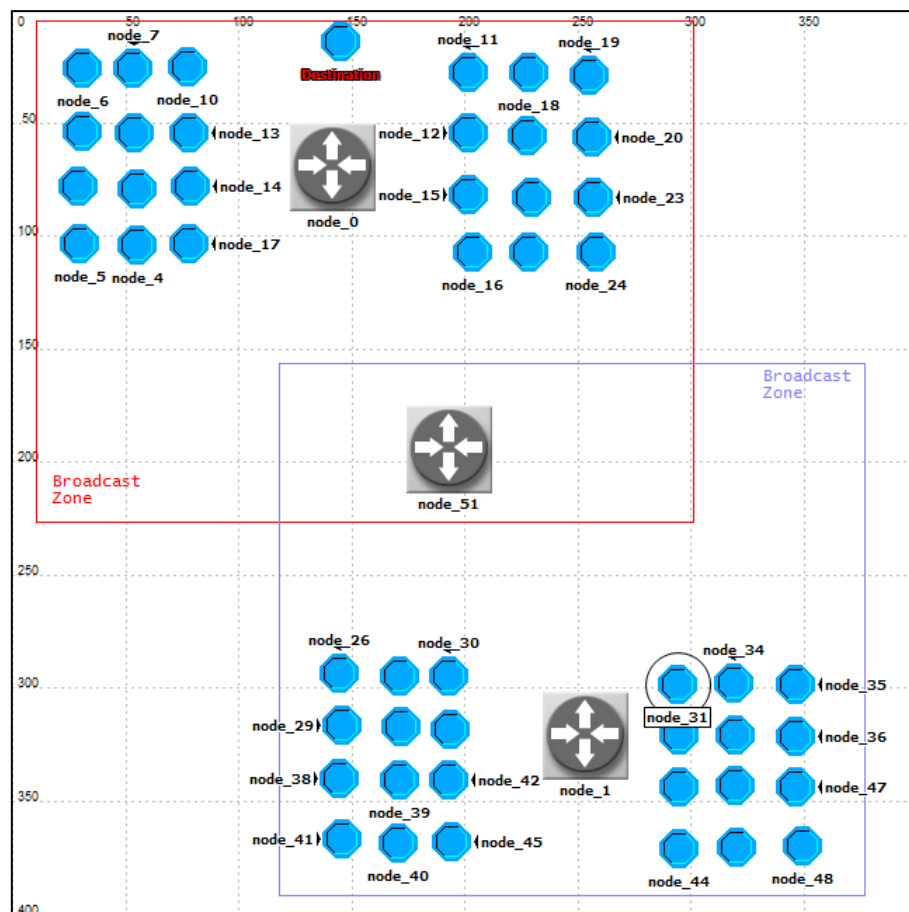 0 50 100 150 200 250 300 350
node_7
node_11
node_19
Destination
node_6
node_10
node_18
50
node_13
node_12
node_20
node_14
node_15
node_23
node_0
100
node_17
node_5
node_4
node_16
node_24
150
Broadcast
Zone
200
Broadcast
Zone
node_51
250
node_26
node_30
node_34
300
node_35
node_31
node_29
node_36
node_38
node_42
node_1
node_47
350
node_39
node_41
node_45
node_40
node_44
node_48
400